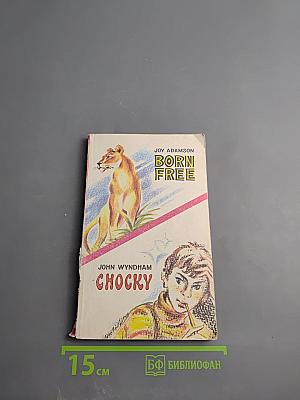 JOY ADAMSON
BORN
FREE
JOHN WYNDHAM
CHOCKY
15 см
БФ БИБЛИОФАН